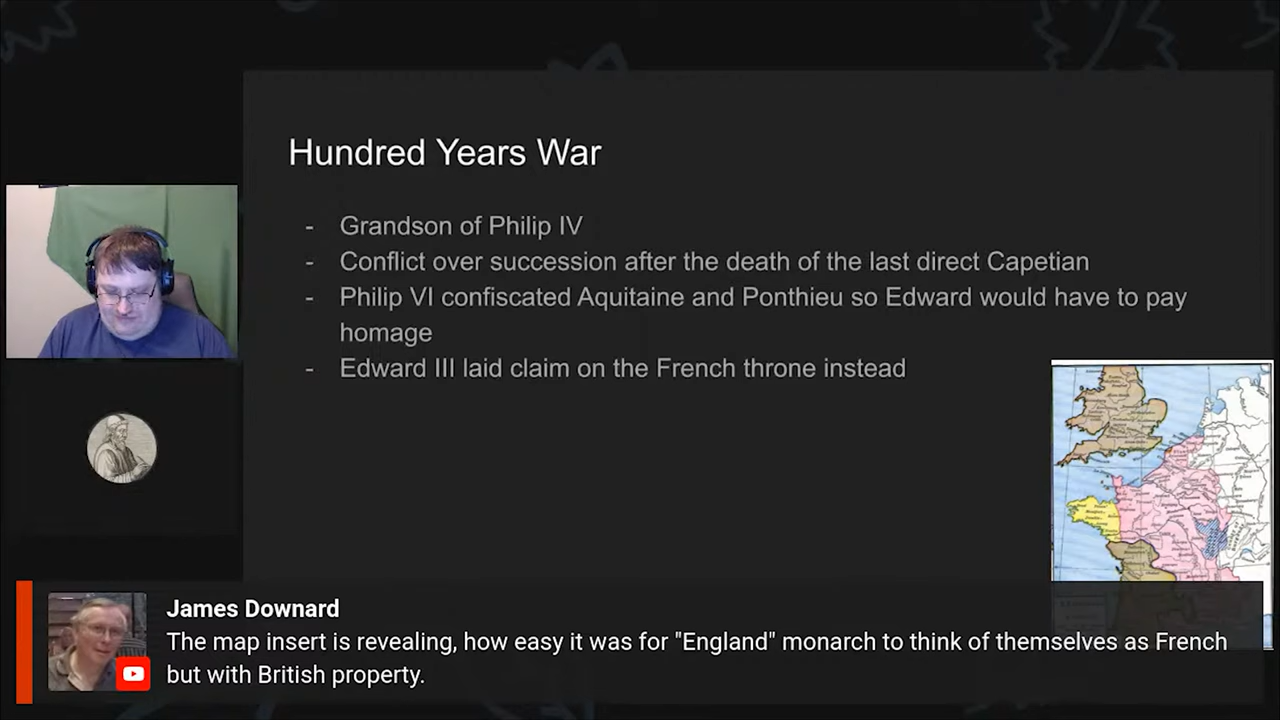 Hundred Years War
- Grandson of Philip IV
- Conflict over succession after the death of the last direct Capetian
- Philip VI confiscated Aquitaine and Ponthieu so Edward would have to pay
homage
- Edward III laid claim on the French throne instead
James Downard
The map insert is revealing, how easy it was for "England" monarch to think of themselves as French
but with British property.